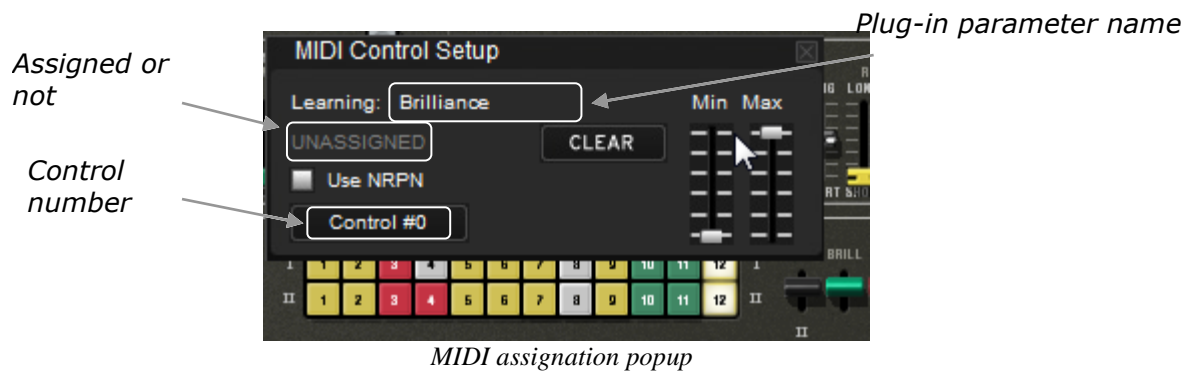 Plug-in parameter name
Assigned or
not
MIDI Control Setup
Learning: Brilliance
Min Max
UNASSIGNED
CLEAR
Use NRPN
Control
number
Control #0
BRILL
I 1 2 3 4 5 6 7 8 9 10 11 12 I
II 1 2 3 4 5 6 7 8 9 10 11 12 II
II
MIDI assignation popup